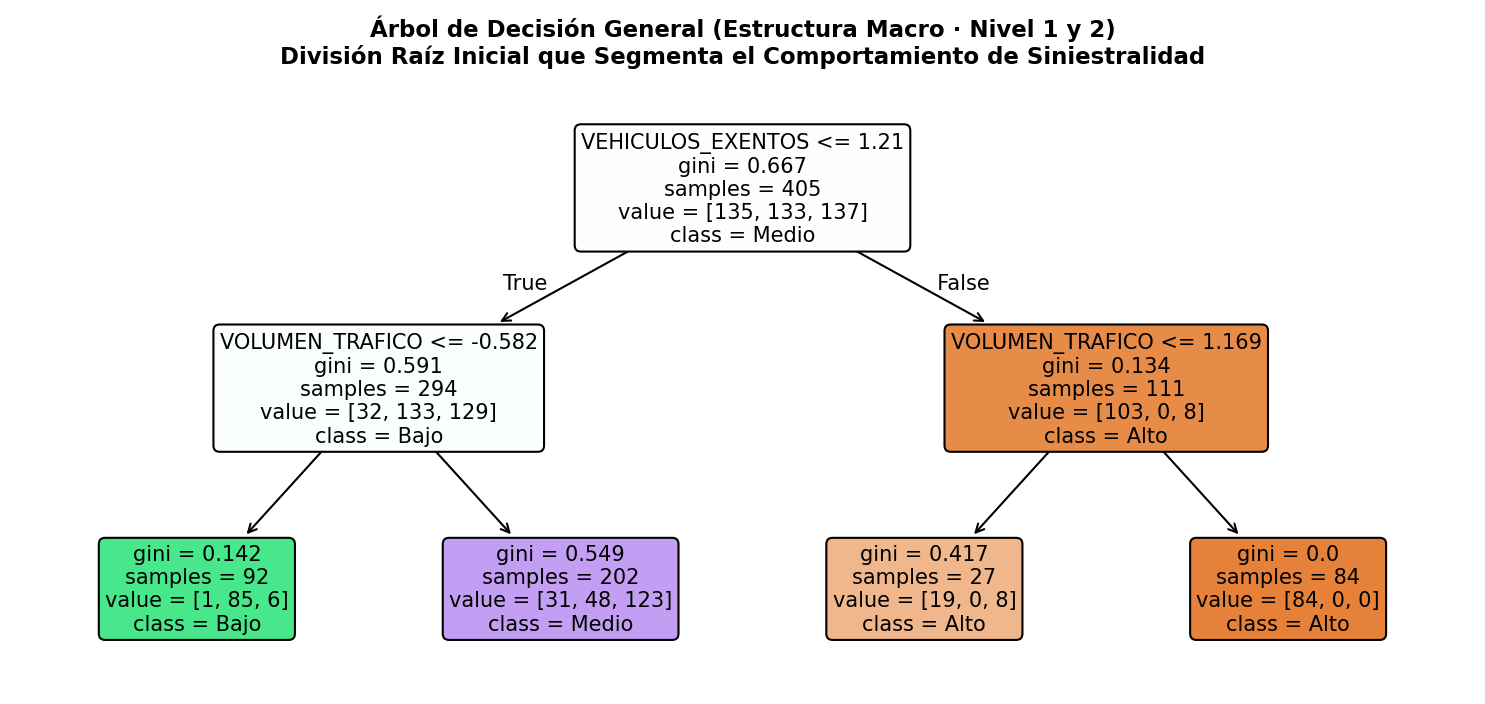 Árbol de Decisión General (Estructura Macro · Nivel 1 y 2)
División Raíz Inicial que Segmenta el Comportamiento de Siniestralidad
VEHICULOS_EXENTOS <= 1.21
gini = 0.667
samples = 405
value = [135, 133, 137]
class = Medio
True
False
VOLUMEN_TRAFICO <= -0.582
gini = 0.591
samples = 294
value = [32, 133, 129]
class = Bajo
VOLUMEN_TRAFICO <= 1.169
gini = 0.134
samples = 111
value = [103, 0, 8]
class = Alto
gini = 0.142
samples = 92
value = [1, 85, 6]
class = Bajo
gini = 0.549
samples = 202
value = [31, 48, 123]
class = Medio
gini = 0.417
samples = 27
value = [19, 0, 8]
class = Alto
gini = 0.0
samples = 84
value = [84, 0, 0]
class = Alto